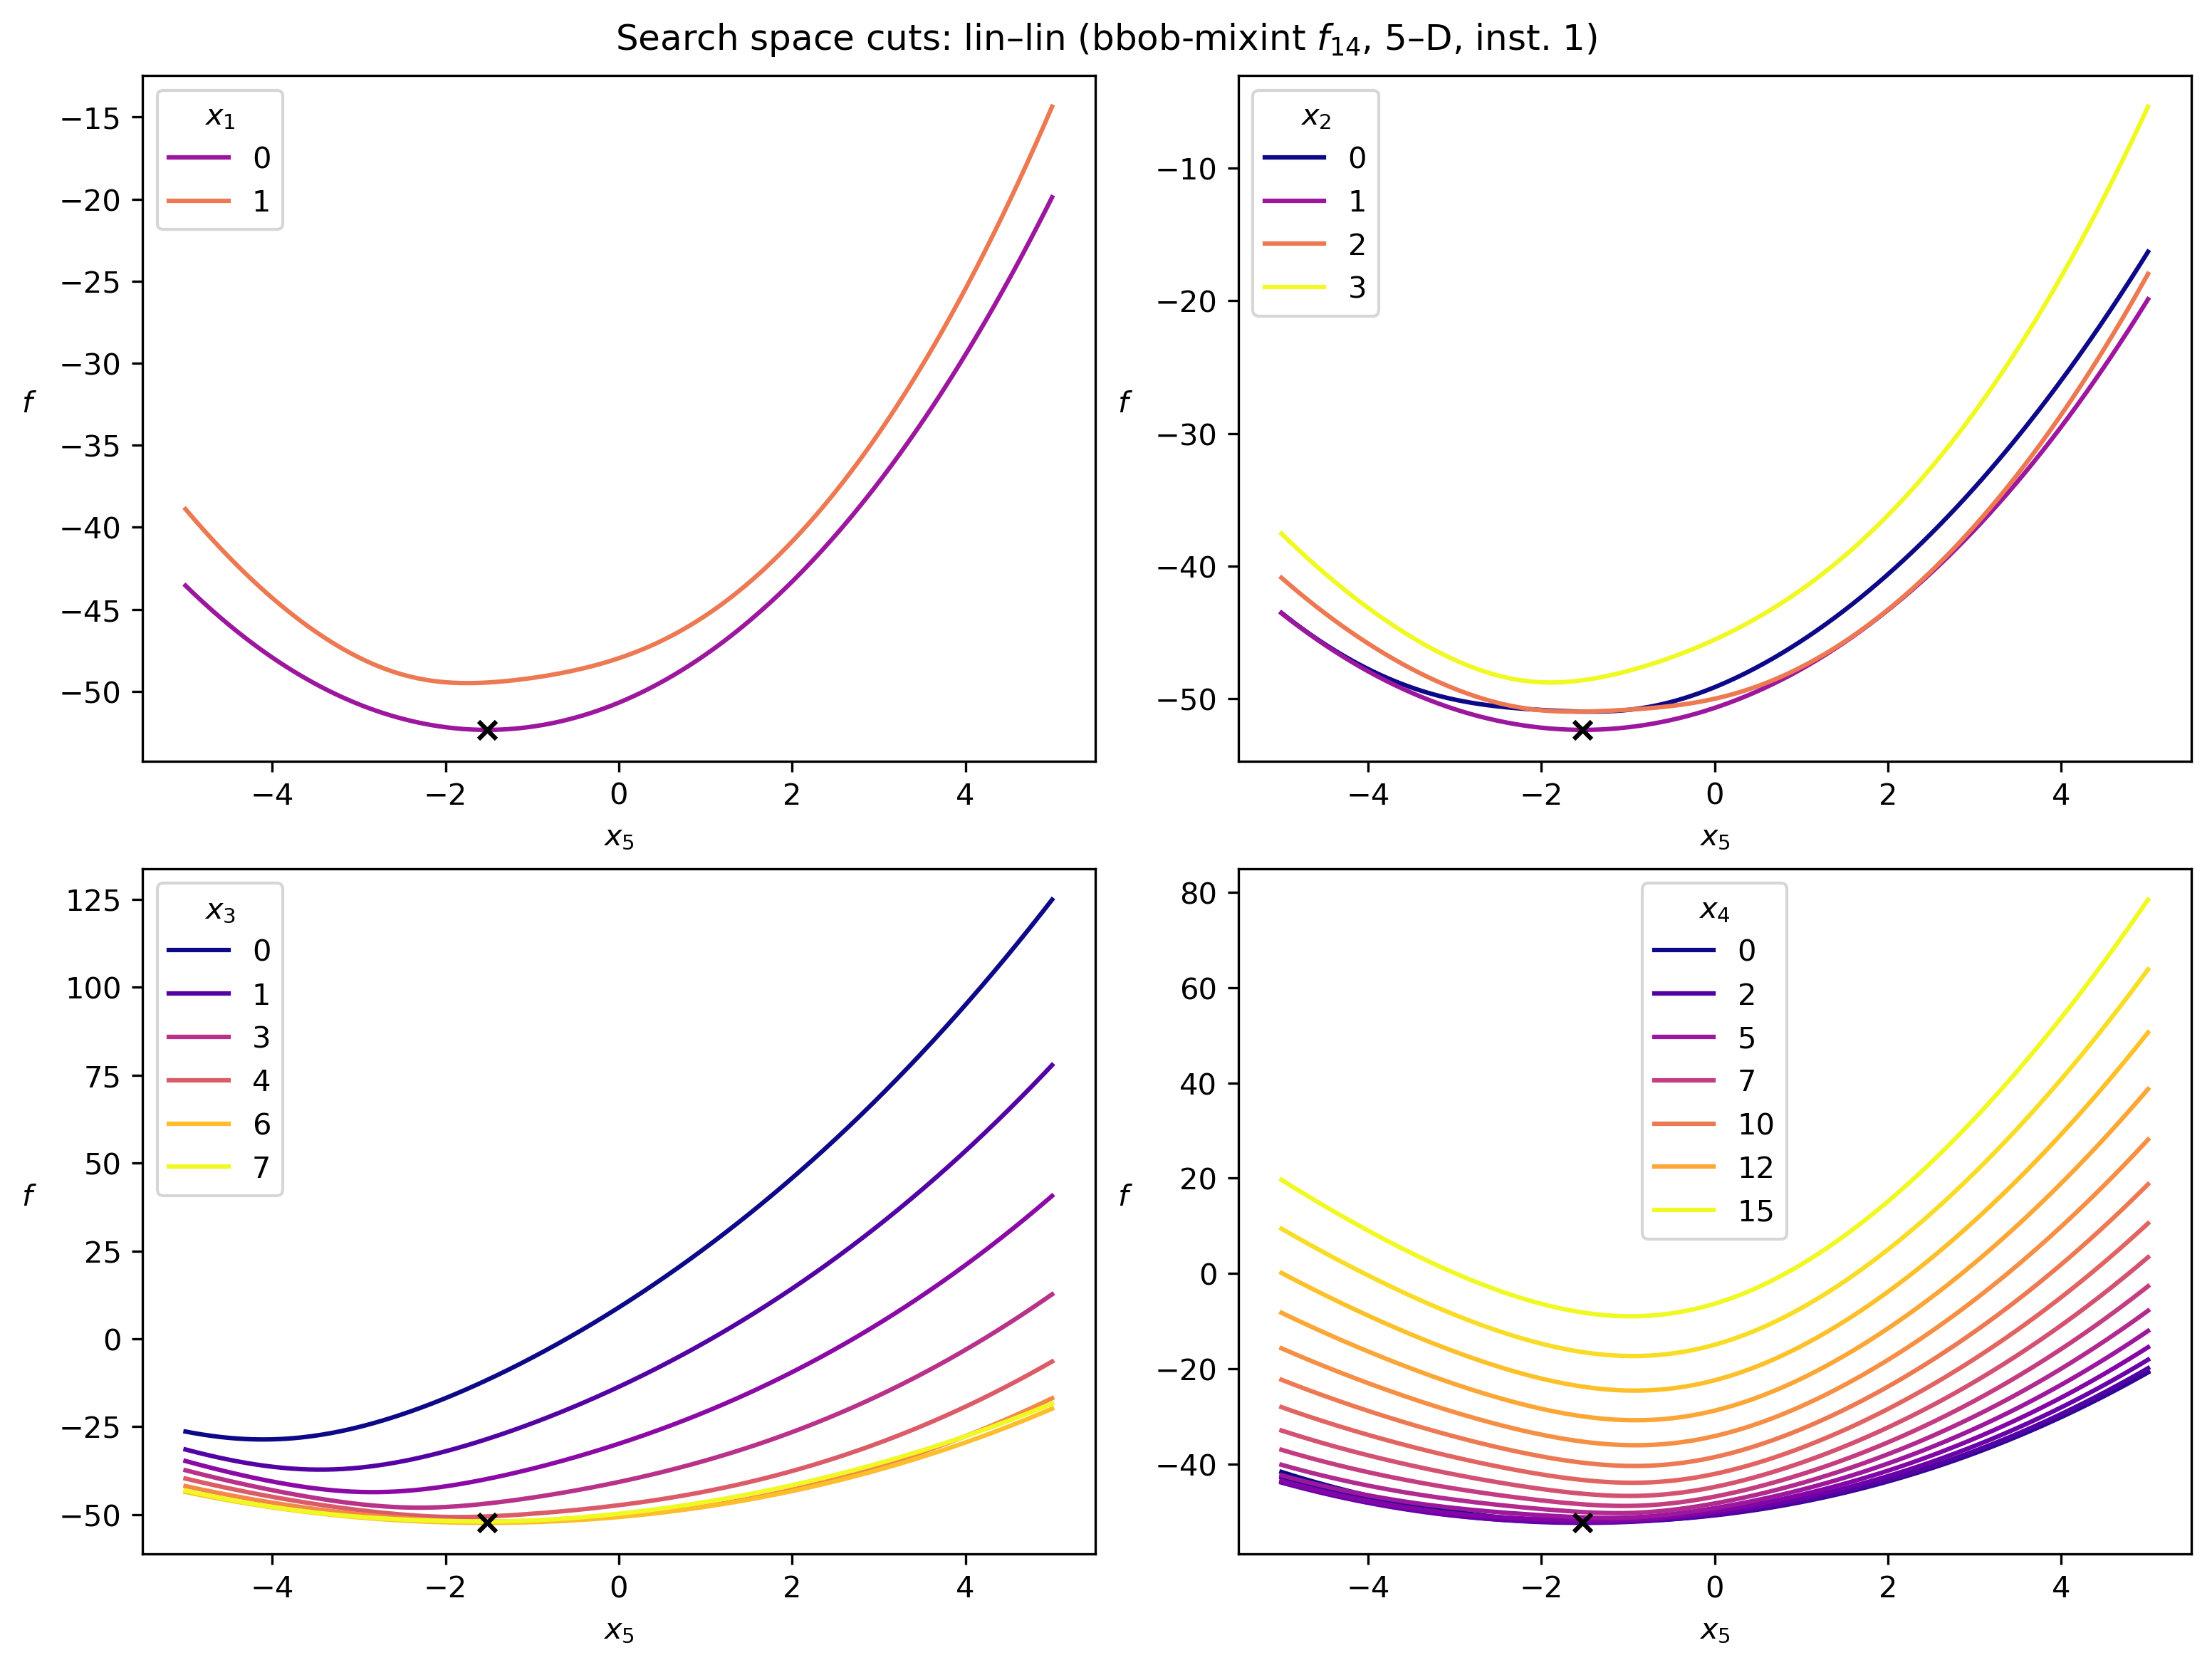 Search space cuts: lin–lin (bbob-mixint f14, 5–D, inst. 1)
x1
0
1
−15
−20
−25
−30
−35
−40
−45
−50
f
−4 −2 0 2 4
x5
x2
0
1
2
3
−10
−20
−30
−40
−50
f
−4 −2 0 2 4
x5
x3
0
1
3
4
6
7
125
100
75
50
25
0
−25
−50
f
−4 −2 0 2 4
x5
x4
0
2
5
7
10
12
15
80
60
40
20
0
−20
−40
f
−4 −2 0 2 4
x5